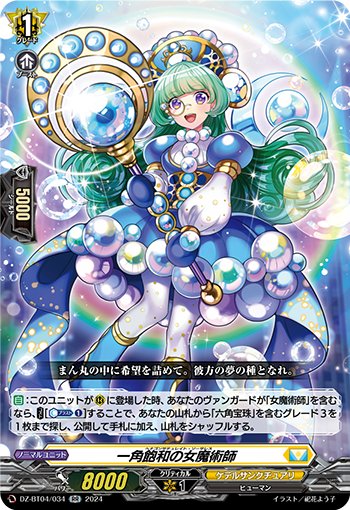 1
グレード
ブースト
5000
シールド
まん丸の中に希望を詰めて。彼方の夢の種となれ。
自:このユニットが(R)に登場した時、あなたのヴァンガードが「女魔術師」を含む
なら、【コスト】[ブラスト1]することで、あなたの山札から「六角宝珠」を含むグレード3を
1枚まで探し、公開して手札に加え、山札をシャッフルする。
ノーマルユニット
一角飽和の女魔術師
ケテルサンクチュアリ
パワー 8000
クリティカル
1
ヒューマン
DZ-BT04/034 RR 2024
イラスト/紀花よう子